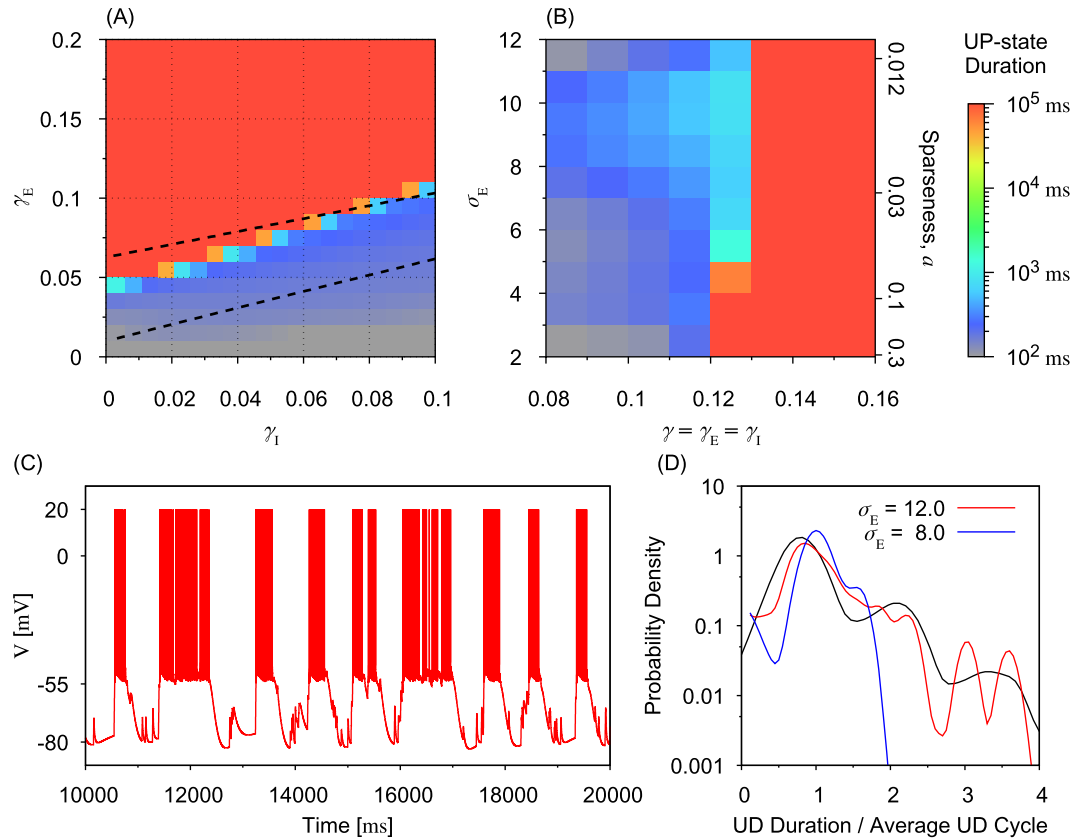 (A)
0.2
0.15
0.1
0.05
0
γE
0
0.02
0.04
0.06
0.08
0.1
γI
(B)
12
10
8
6
4
2
σE
0.08
0.1
0.12
0.14
0.16
γ = γE = γI
0.012
0.03
0.1
0.3
Sparseness, a
UP-state
Duration
10^5 ms
10^4 ms
10^3 ms
10^2 ms
(C)
20
0
-55
-80
V [mV]
10000
12000
14000
16000
18000
20000
Time [ms]
(D)
σE = 12.0
σE = 8.0
10
1
0.1
0.01
0.001
Probability Density
0
1
2
3
4
UD Duration / Average UD Cycle